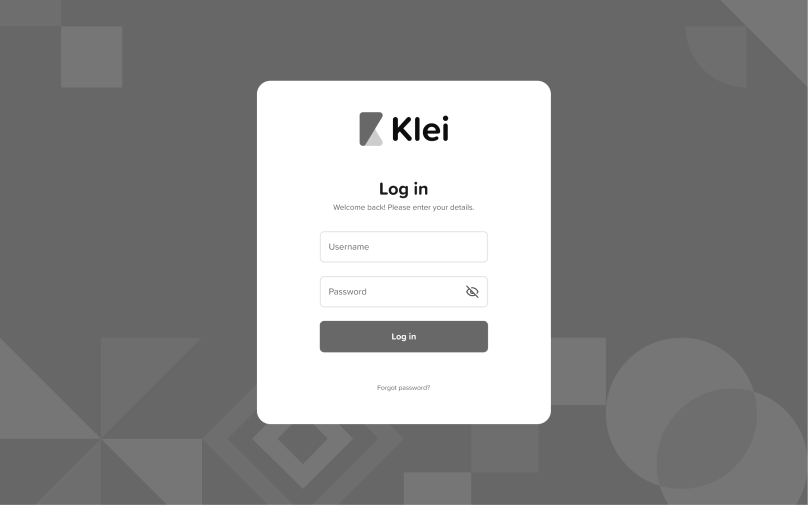 Klei
Log in
Welcome back! Please enter your details.
Username
Password
Log in
Forgot password?